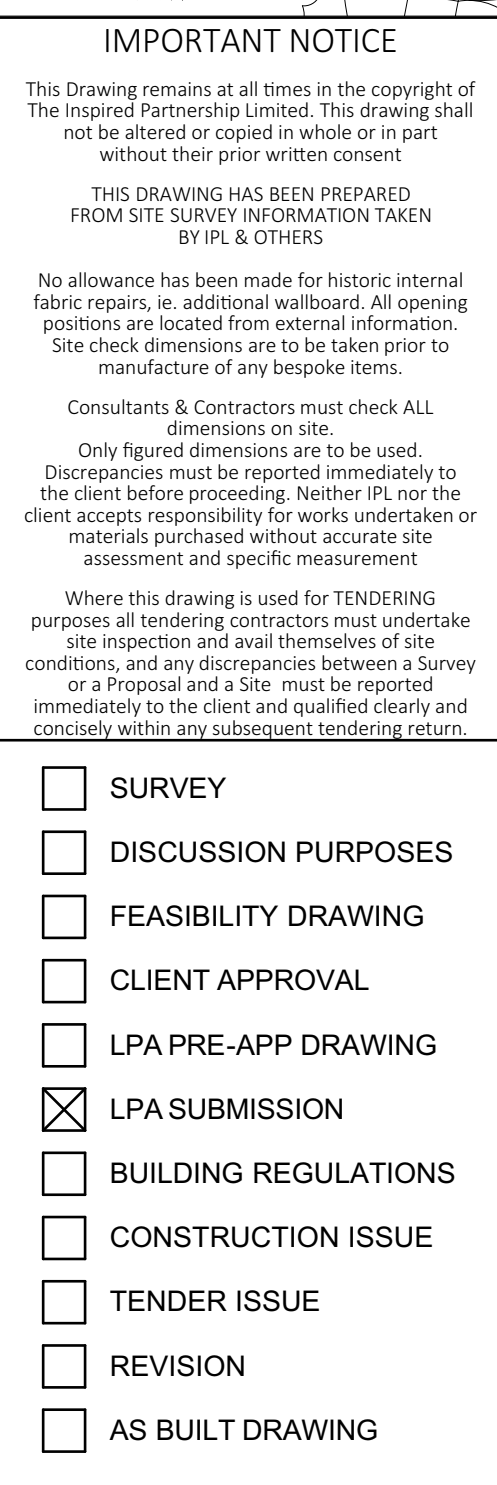 IMPORTANT NOTICE
This Drawing remains at all times in the copyright of
The Inspired Partnership Limited. This drawing shall
not be altered or copied in whole or in part
without their prior written consent
THIS DRAWING HAS BEEN PREPARED
FROM SITE SURVEY INFORMATION TAKEN
BY IPL & OTHERS
No allowance has been made for historic internal
fabric repairs, ie. additional wallboard. All opening
positions are located from external information.
Site check dimensions are to be taken prior to
manufacture of any bespoke items.
Consultants & Contractors must check ALL
dimensions on site.
Only figured dimensions are to be used.
Discrepancies must be reported immediately to
the client before proceeding. Neither IPL nor the
client accepts responsibility for works undertaken or
materials purchased without accurate site
assessment and specific measurement
Where this drawing is used for TENDERING
purposes all tendering contractors must undertake
site inspection and avail themselves of site
conditions, and any discrepancies between a Survey
or a Proposal and a Site must be reported
immediately to the client and qualified clearly and
concisely within any subsequent tendering return.
SURVEY
DISCUSSION PURPOSES
FEASIBILITY DRAWING
CLIENT APPROVAL
LPA PRE-APP DRAWING
LPA SUBMISSION
BUILDING REGULATIONS
CONSTRUCTION ISSUE
TENDER ISSUE
REVISION
AS BUILT DRAWING